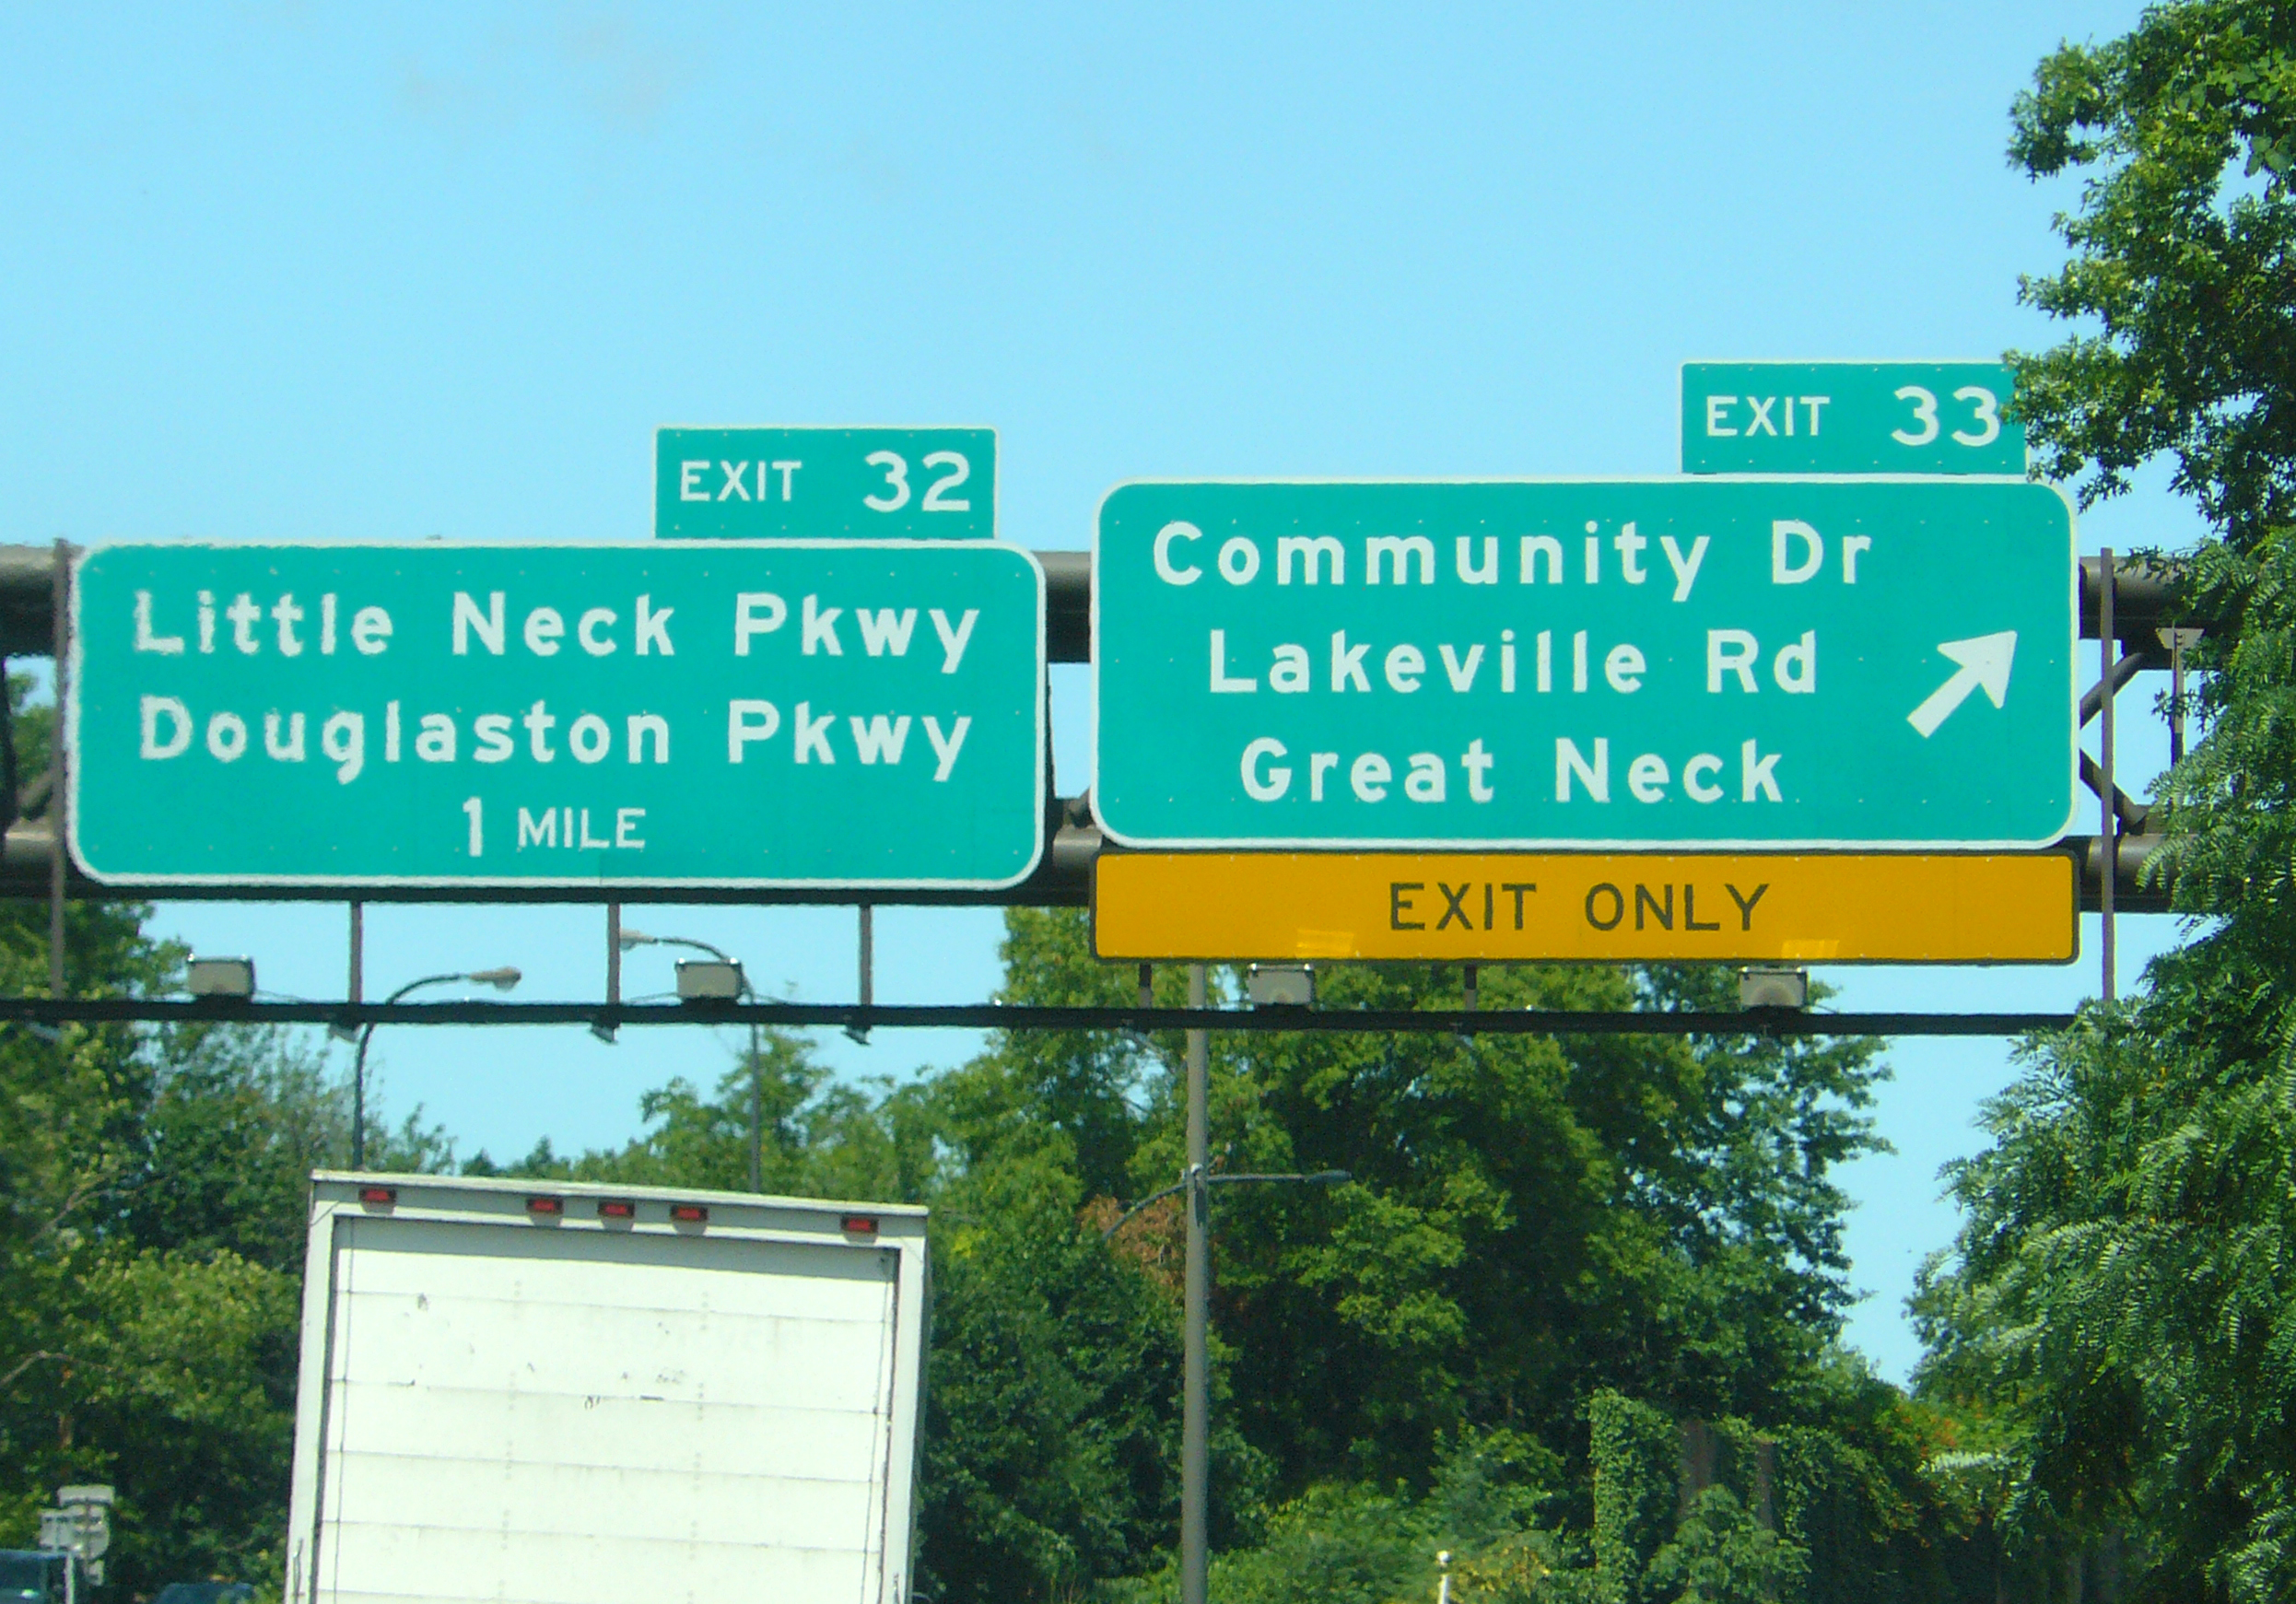 EXIT 32
Little Neck Pkwy
Douglaston Pkwy
1 MILE
EXIT 33
Community Dr
Lakeville Rd
Great Neck
EXIT ONLY